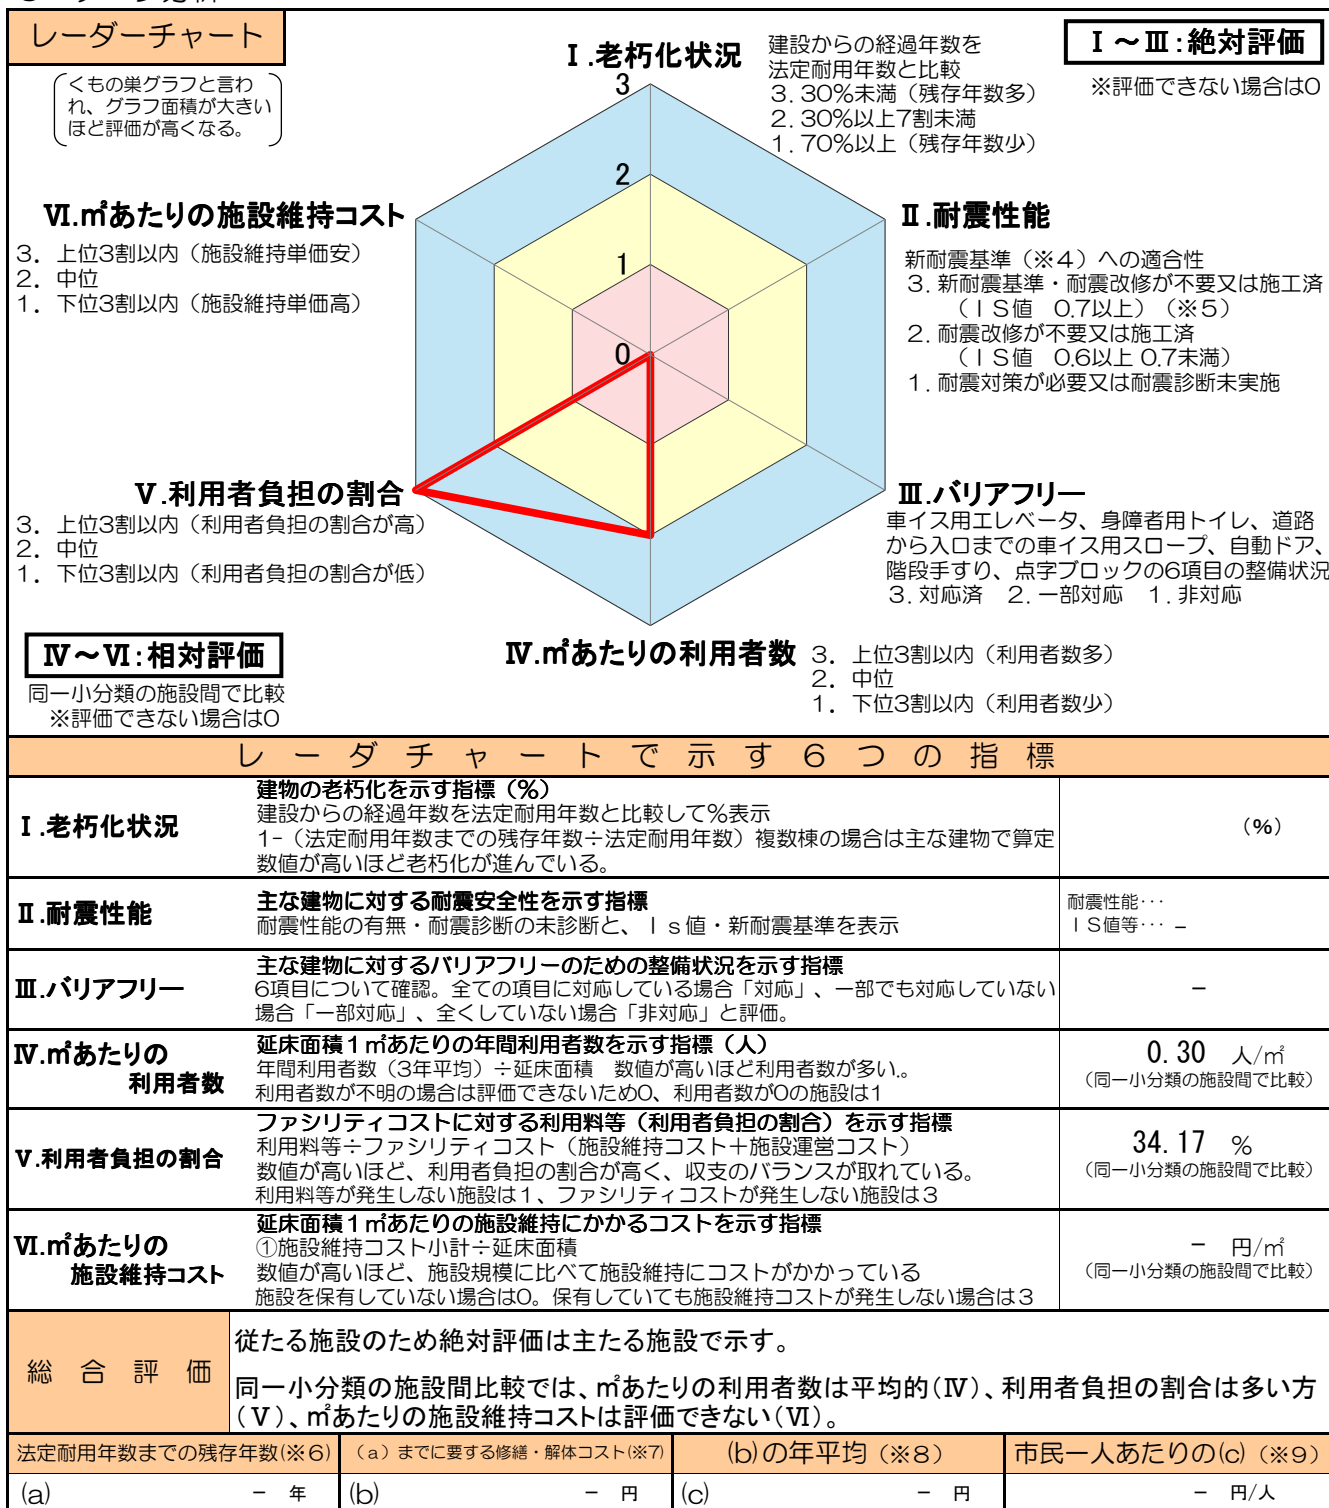 レーダーチャート
くもの巣グラフと言わ
れ、グラフ面積が大きい
ほど評価が高くなる。
Ⅰ～Ⅲ:絶対評価
※評価できない場合は0
Ⅰ.老朽化状況
建設からの経過年数を
法定耐用年数と比較
3. 30%未満（残存年数多）
2. 30%以上7割未満
1. 70%以上（残存年数少）
3
2
1
0
Ⅵ.㎡あたりの施設維持コスト
3. 上位3割以内（施設維持単価安）
2. 中位
1. 下位3割以内（施設維持単価高）
Ⅱ.耐震性能
新耐震基準（※4）への適合性
3. 新耐震基準・耐震改修が不要又は施工済
（ＩＳ値　0.7以上）（※5）
2. 耐震改修が不要又は施工済
（ＩＳ値　0.6以上 0.7未満）
1. 耐震対策が必要又は耐震診断未実施
Ⅴ.利用者負担の割合
3. 上位3割以内（利用者負担の割合が高）
2. 中位
1. 下位3割以内（利用者負担の割合が低）
Ⅲ.バリアフリー
車イス用エレベータ、身障者用トイレ、道路
から入口までの車イス用スロープ、自動ドア、
階段手すり、点字ブロックの6項目の整備状況
3. 対応済　2. 一部対応　1. 非対応
Ⅳ～Ⅵ:相対評価
同一小分類の施設間で比較
※評価できない場合は0
Ⅳ.㎡あたりの利用者数
3. 上位3割以内（利用者数多）
2. 中位
1. 下位3割以内（利用者数少）
レーダチャートで示す６つの指標
Ⅰ.老朽化状況
建物の老朽化を示す指標（%）
建設からの経過年数を法定耐用年数と比較して%表示
1-（法定耐用年数までの残存年数÷法定耐用年数）複数棟の場合は主な建物で算定
数値が高いほど老朽化が進んでいる。
（%）
Ⅱ.耐震性能
主な建物に対する耐震安全性を示す指標
耐震性能の有無・耐震診断の未診断と、Ｉｓ値・新耐震基準を表示
耐震性能･･･
ＩＳ値等･･･ －
Ⅲ.バリアフリー
主な建物に対するバリアフリーのための整備状況を示す指標
6項目について確認。全ての項目に対応している場合「対応」、一部でも対応していない
場合「一部対応」、全くしていない場合「非対応」と評価。
－
Ⅳ.㎡あたりの
利用者数
延床面積１㎡あたりの年間利用者数を示す指標（人）
年間利用者数（3年平均）÷延床面積　数値が高いほど利用者数が多い。
利用者数が不明の場合は評価できないため0、利用者数が0の施設は1
0.30 人/㎡
（同一小分類の施設間で比較）
Ⅴ.利用者負担の割合
ファシリティコストに対する利用料等（利用者負担の割合）を示す指標
利用料等÷ファシリティコスト（施設維持コスト＋施設運営コスト）
数値が高いほど、利用者負担の割合が高く、収支のバランスが取れている。
利用料等が発生しない施設は１、ファシリティコストが発生しない施設は３
34.17 %
（同一小分類の施設間で比較）
Ⅵ.㎡あたりの
施設維持コスト
延床面積１㎡あたりの施設維持にかかるコストを示す指標
①施設維持コスト小計÷延床面積
数値が高いほど、施設規模に比べて施設維持にコストがかかっている
施設を保有していない場合は0。保有していても施設維持コストが発生しない場合は３
－ 円/㎡
（同一小分類の施設間で比較）
総合評価
従たる施設のため絶対評価は主たる施設で示す。
同一小分類の施設間比較では、㎡あたりの利用者数は平均的(Ⅳ)、利用者負担の割合は多い方
(Ⅴ)、㎡あたりの施設維持コストは評価できない(Ⅵ)。
法定耐用年数までの残存年数(※6)
（a）までに要する修繕・解体コスト(※7)
(b)の年平均（※8）
市民一人あたりの(c)（※9）
(a) － 年
(b) － 円
(c) － 円
－ 円/人